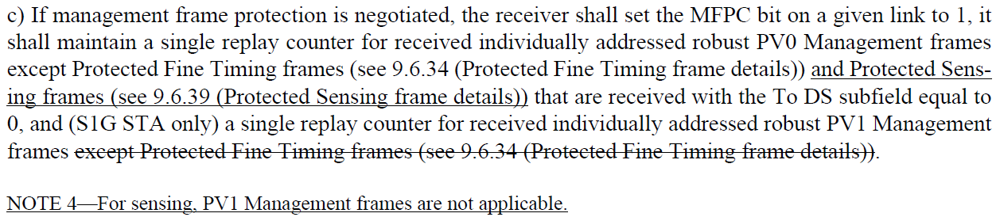 c) If management frame protection is negotiated, the receiver shall set the MFPC bit on a given link to 1, it
shall maintain a single replay counter for received individually addressed robust PV0 Management frames
except Protected Fine Timing frames (see 9.6.34 (Protected Fine Timing frame details)) and Protected Sens-
ing frames (see 9.6.39 (Protected Sensing frame details)) that are received with the To DS subfield equal to
0, and (S1G STA only) a single replay counter for received individually addressed robust PV1 Management
frames except Protected Fine Timing frames (see 9.6.34 (Protected Fine Timing frame details)).
NOTE 4—For sensing, PV1 Management frames are not applicable.